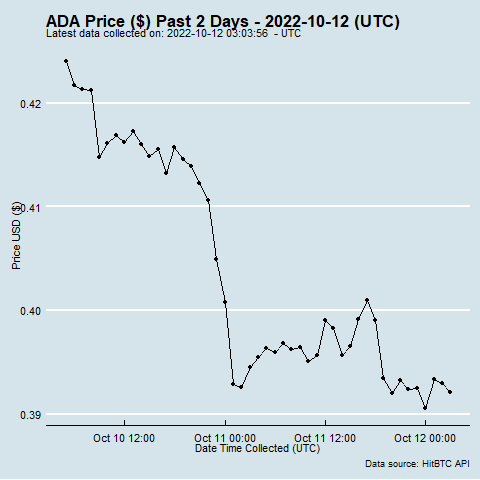 ADA Price ($) Past 2 Days - 2022-10-12 (UTC)
Latest data collected on: 2022-10-12 03:03:56 - UTC
0.42
0.41
0.40
0.39
Price USD ($)
Oct 10 12:00
Oct 11 00:00
Oct 11 12:00
Oct 12 00:00
Date Time Collected (UTC)
Data source: HitBTC API